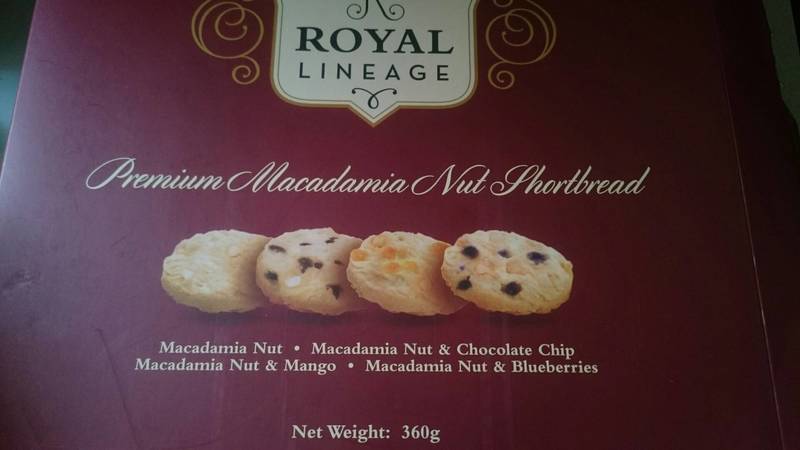 ROYAL
LINEAGE
Premium Macadamia Nut Shortbread
Macadamia Nut • Macadamia Nut & Chocolate Chip
Macadamia Nut & Mango • Macadamia Nut & Blueberries
Net Weight: 360g